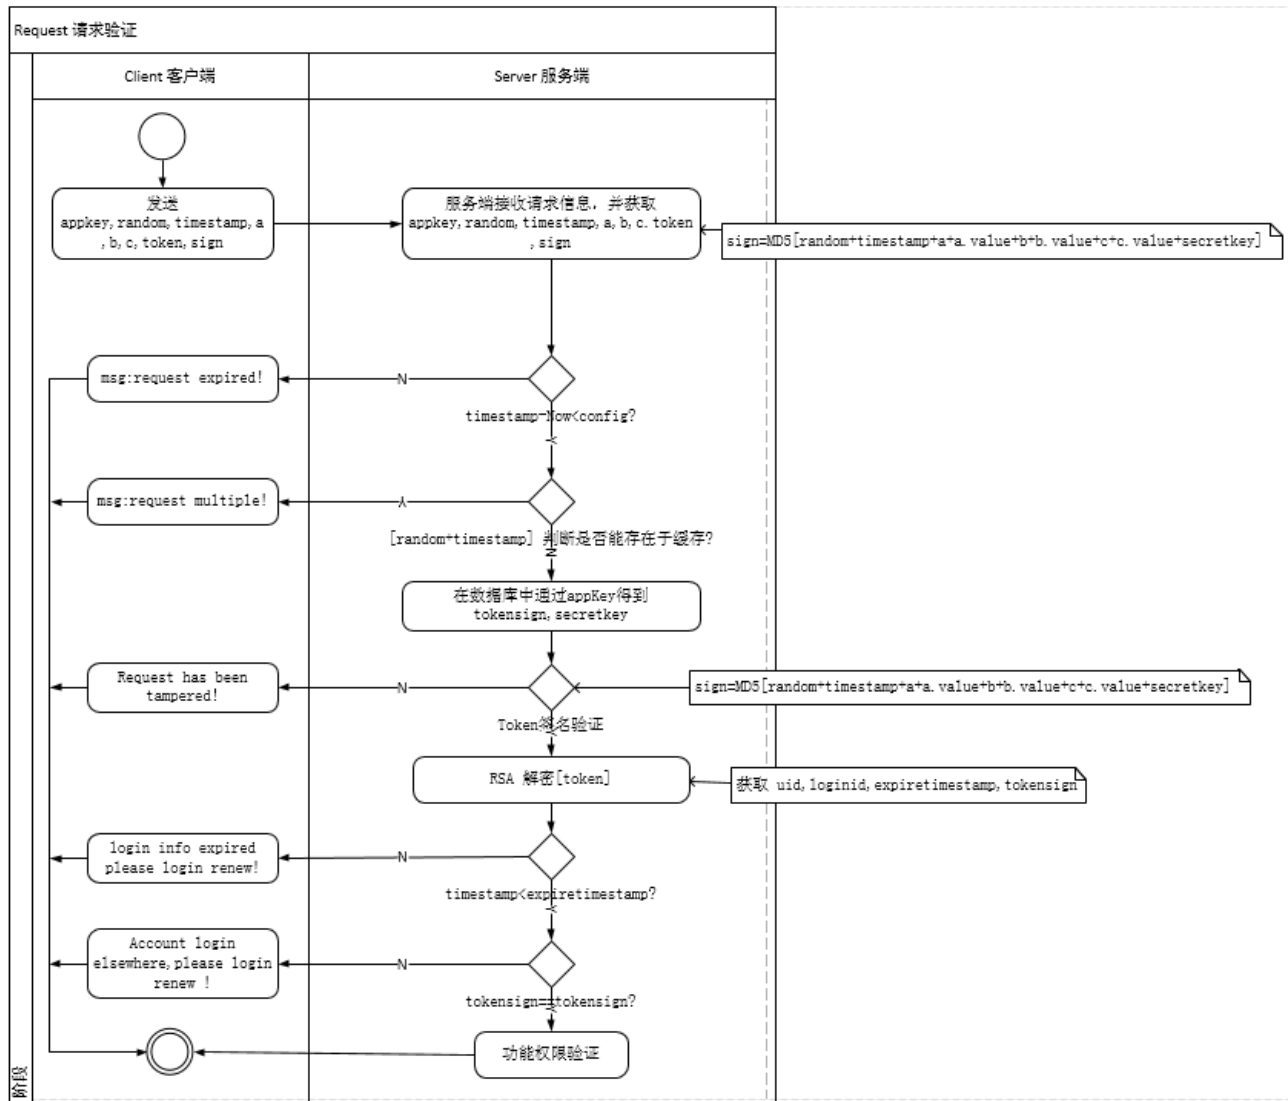 Request 请求验证
Client 客户端
Server 服务端
发送
appkey,random,timestamp,a
,b,c,token,sign
服务端接收请求信息，并获取
appkey,random,timestamp,a,b,c.token
,sign
sign=MD5[random+timestamp+a+a.value+b+b.value+c+c.value+secretkey]
msg:request expired!
N
timestamp-Now<config?
Y
msg:request multiple!
Y
[random+timestamp] 判断是否能存在于缓存?
N
在数据库中通过appKey得到
tokensign,secretkey
Request has been
tampered!
N
sign=MD5[random+timestamp+a+a.value+b+b.value+c+c.value+secretkey]
Token签名验证
Y
RSA 解密[token]
获取 uid,loginid,expiretimestamp,tokensign
login info expired
please login renew!
N
timestamp<expiretimestamp?
Y
Account login
elsewhere,please login
renew !
N
tokensign==tokensign?
Y
功能权限验证
阶段